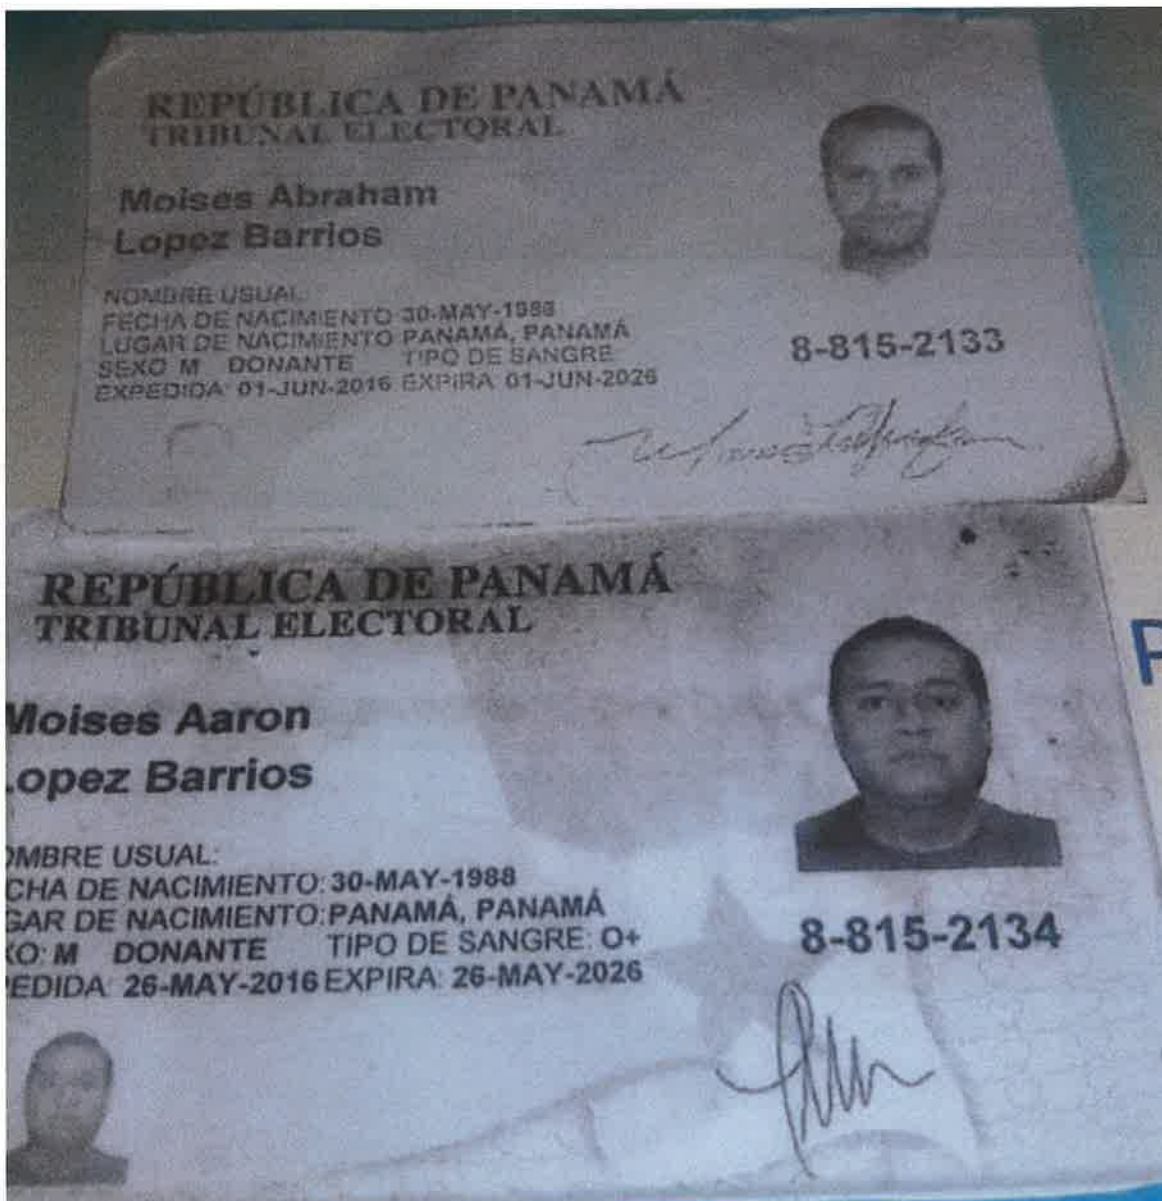 REPÚBLICA DE PANAMÁ
TRIBUNAL ELECTORAL
Moises Abraham
Lopez Barrios
NOMBRE USUAL:
FECHA DE NACIMIENTO 30-MAY-1988
LUGAR DE NACIMIENTO PANAMÁ, PANAMÁ
SEXO M DONANTE TIPO DE SANGRE
EXPEDIDA 01-JUN-2016 EXPIRA 01-JUN-2026
8-815-2133
REPÚBLICA DE PANAMÁ
TRIBUNAL ELECTORAL
Moises Aaron
opez Barrios
OMBRE USUAL:
CHA DE NACIMIENTO: 30-MAY-1988
GAR DE NACIMIENTO: PANAMÁ, PANAMÁ
XO: M DONANTE TIPO DE SANGRE: O+
PEDIDA: 26-MAY-2016 EXPIRA: 26-MAY-2026
8-815-2134
P